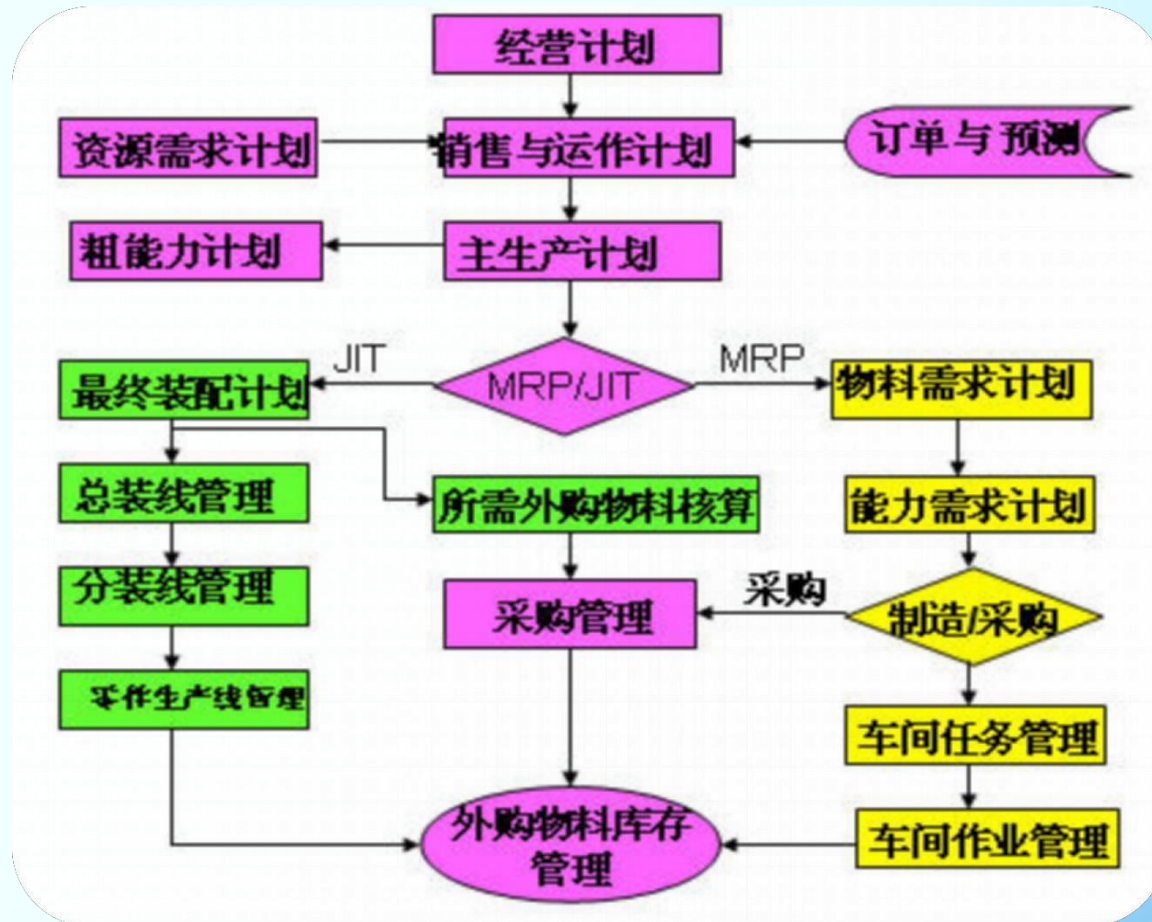 经营计划
资源需求计划
销售与运作计划
订单与预测
粗能力计划
主生产计划
JIT
MRP/JIT
MRP
最终装配计划
物料需求计划
总装线管理
所需外购物料核算
能力需求计划
分装线管理
采购管理
采购
制造/采购
零件生产线管理
车间任务管理
外购物料库存
管理
车间作业管理